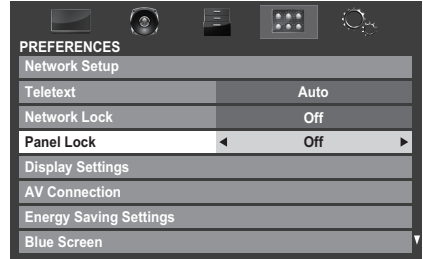 PREFERENCES
Network Setup
Teletext Auto
Network Lock Off
Panel Lock Off
Display Settings
AV Connection
Energy Saving Settings
Blue Screen